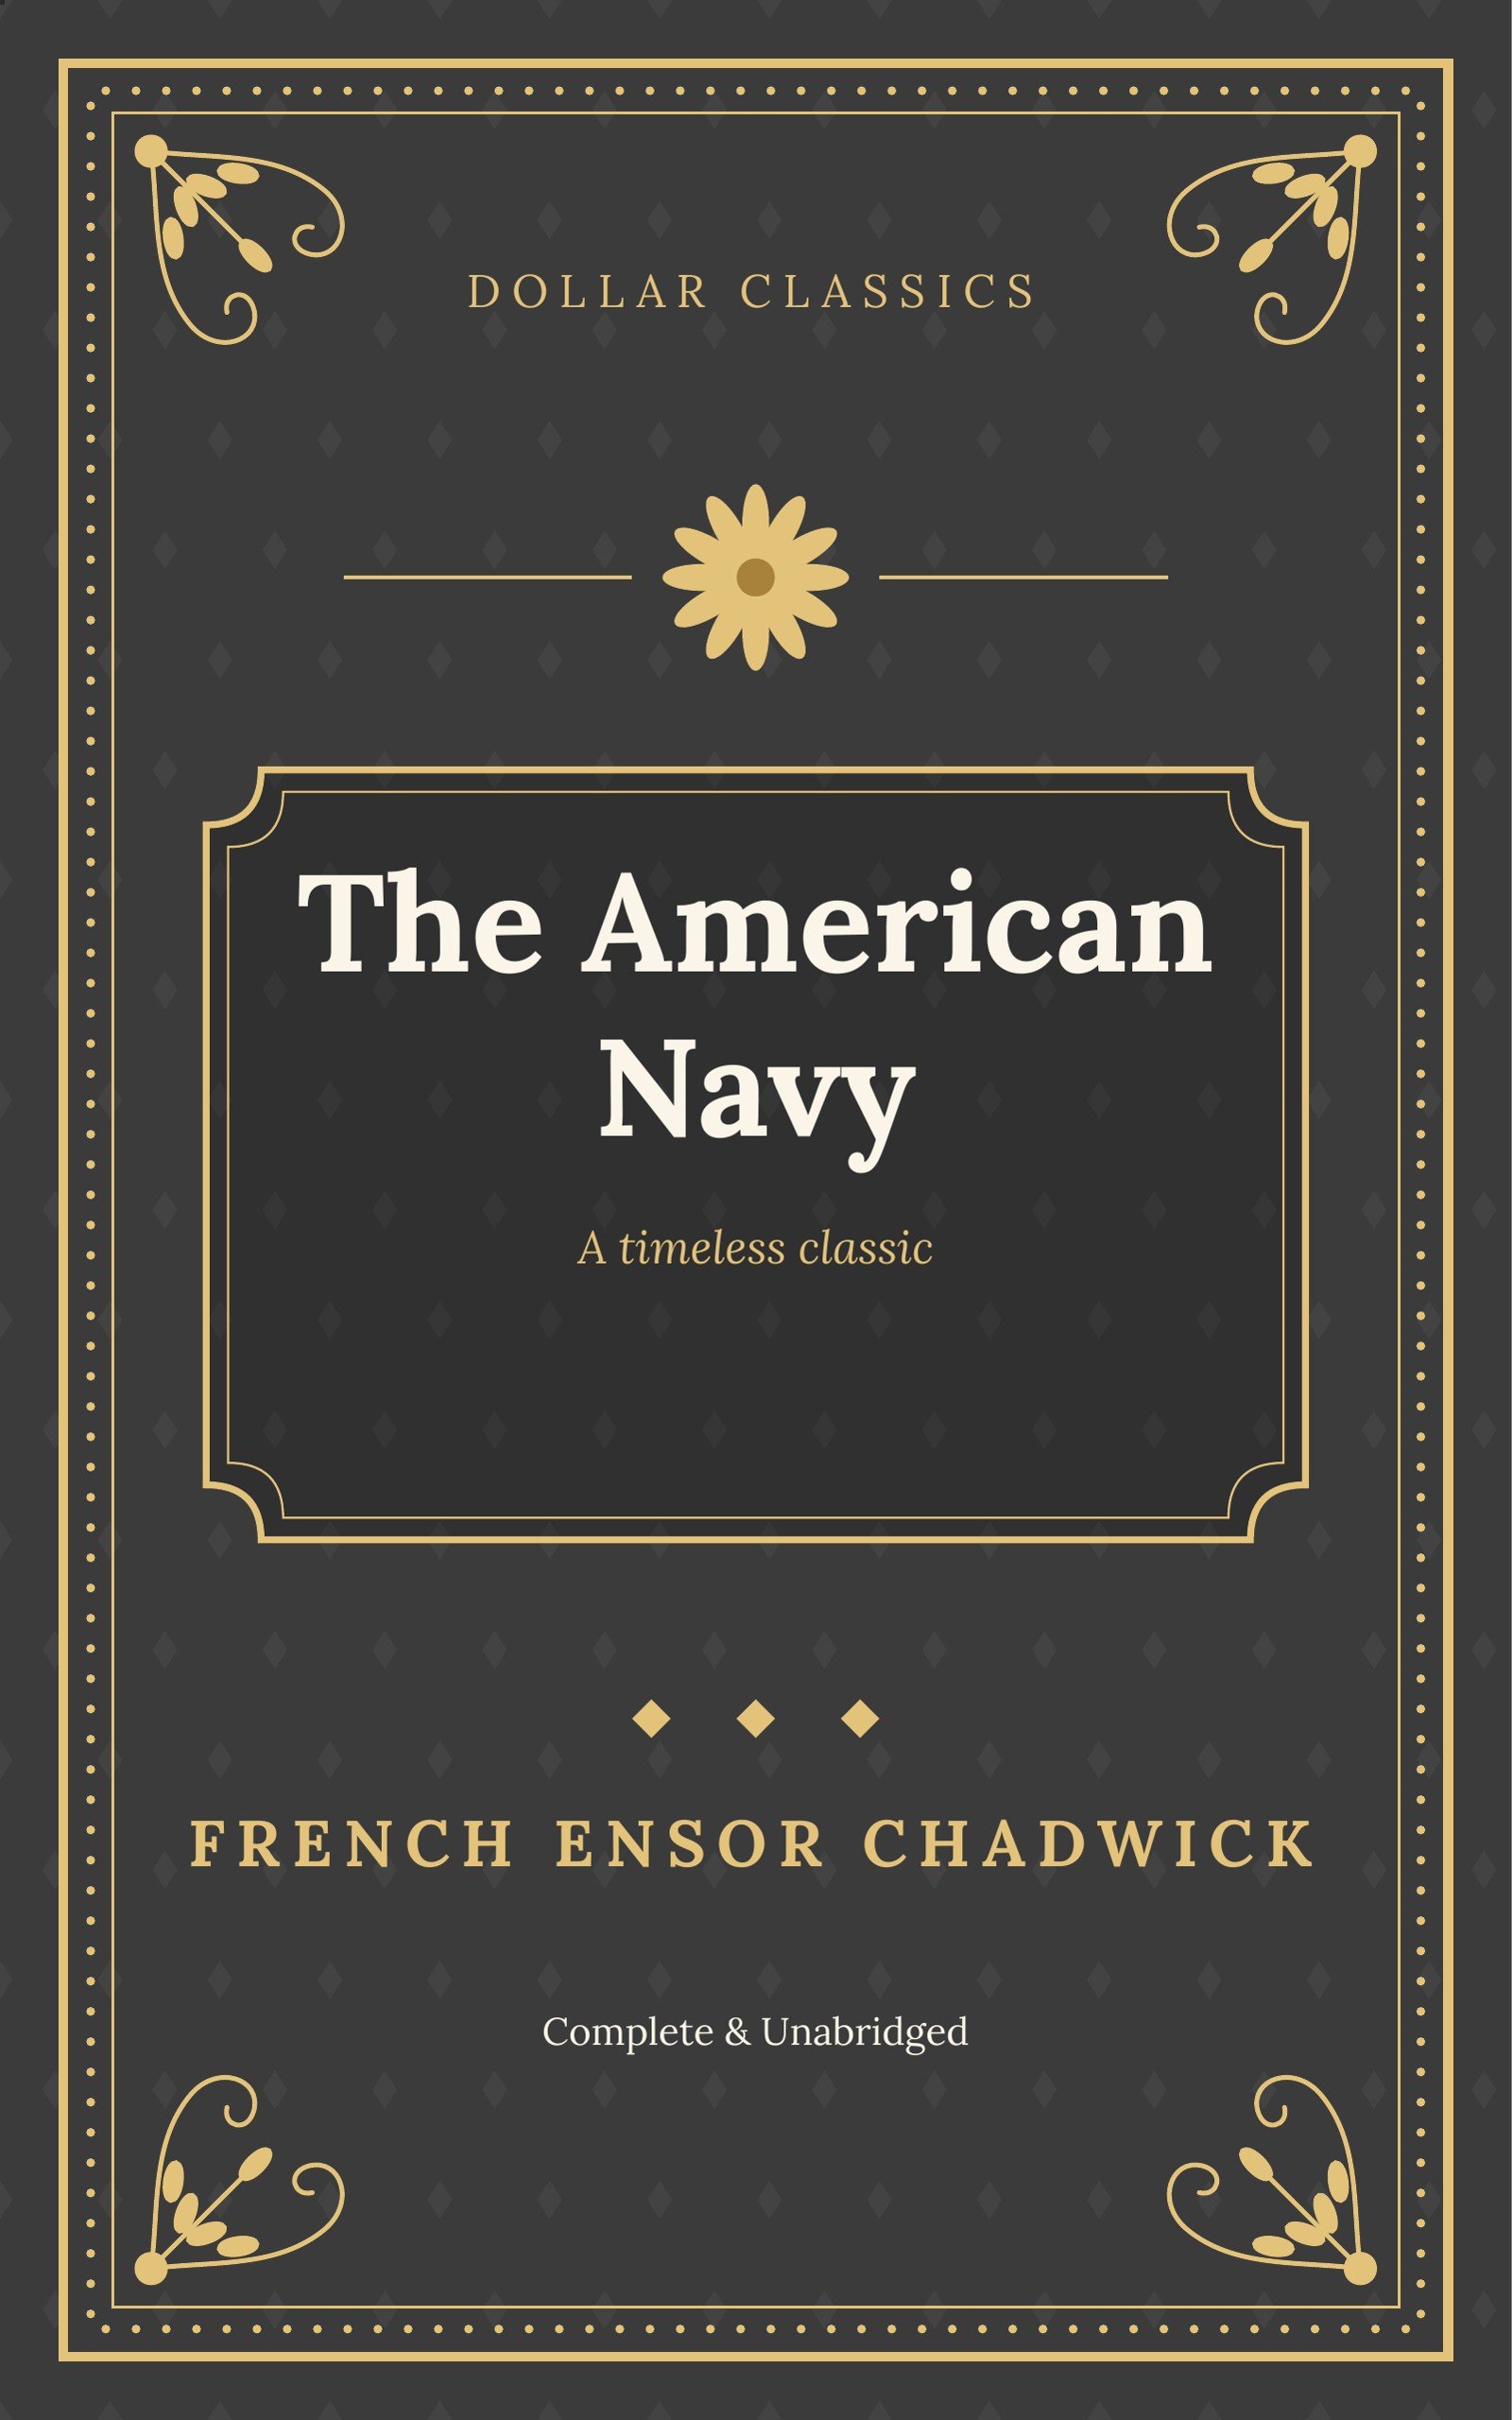 DOLLAR CLASSICS
The American
Navy
A timeless classic
FRENCH ENSOR CHADWICK
Complete & Unabridged